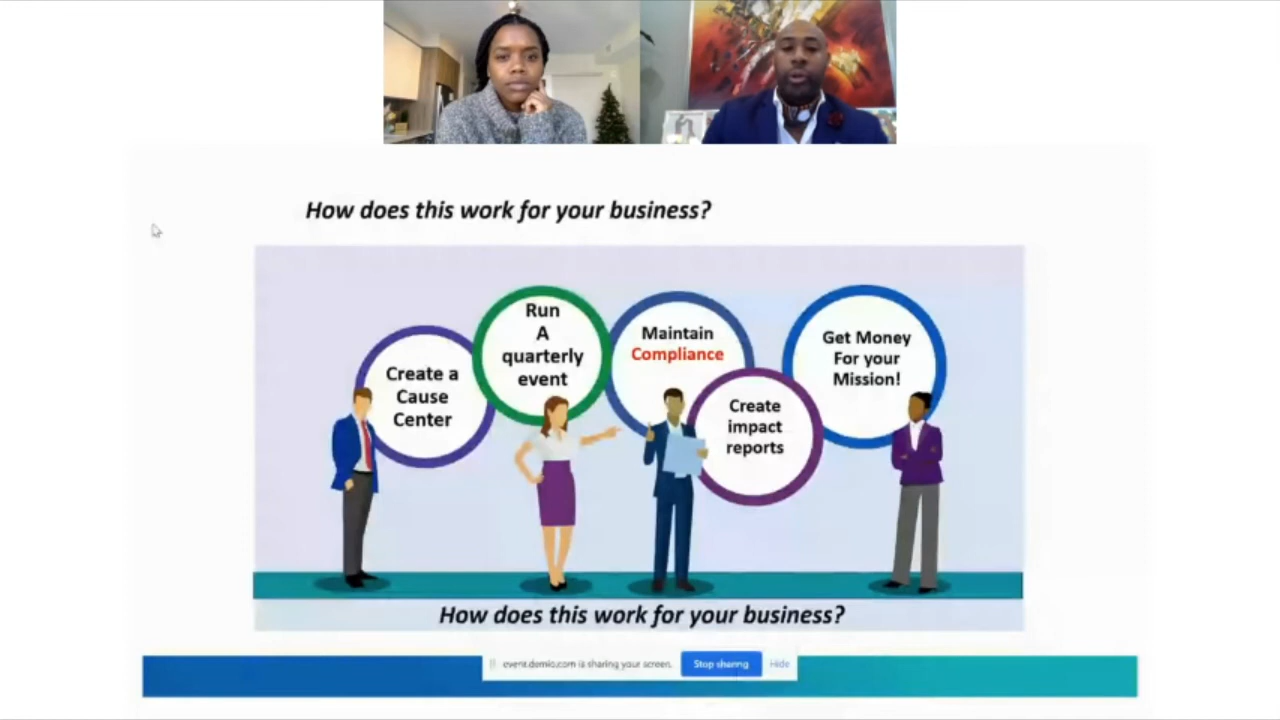 How does this work for your business?
Create a
Cause
Center
Run
A
quarterly
event
Maintain
Compliance
Create
impact
reports
Get Money
For your
Mission!
How does this work for your business?
event.demio.com is sharing your screen.
Stop sharing
Hide